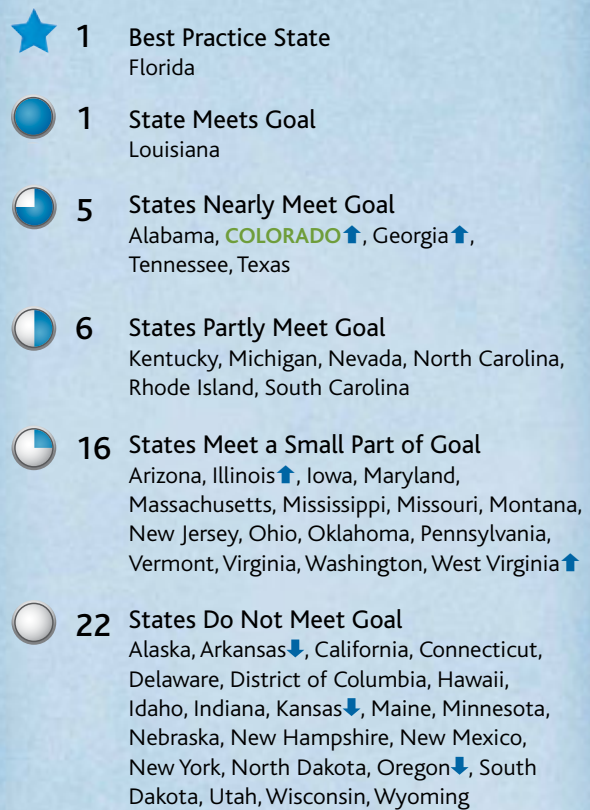 1 Best Practice State
Florida
1 State Meets Goal
Louisiana
5 States Nearly Meet Goal
Alabama, COLORADO⬆, Georgia⬆,
Tennessee, Texas
6 States Partly Meet Goal
Kentucky, Michigan, Nevada, North Carolina,
Rhode Island, South Carolina
16 States Meet a Small Part of Goal
Arizona, Illinois⬆, Iowa, Maryland,
Massachusetts, Mississippi, Missouri, Montana,
New Jersey, Ohio, Oklahoma, Pennsylvania,
Vermont, Virginia, Washington, West Virginia⬆
22 States Do Not Meet Goal
Alaska, Arkansas⬇, California, Connecticut,
Delaware, District of Columbia, Hawaii,
Idaho, Indiana, Kansas⬇, Maine, Minnesota,
Nebraska, New Hampshire, New Mexico,
New York, North Dakota, Oregon⬇, South
Dakota, Utah, Wisconsin, Wyoming